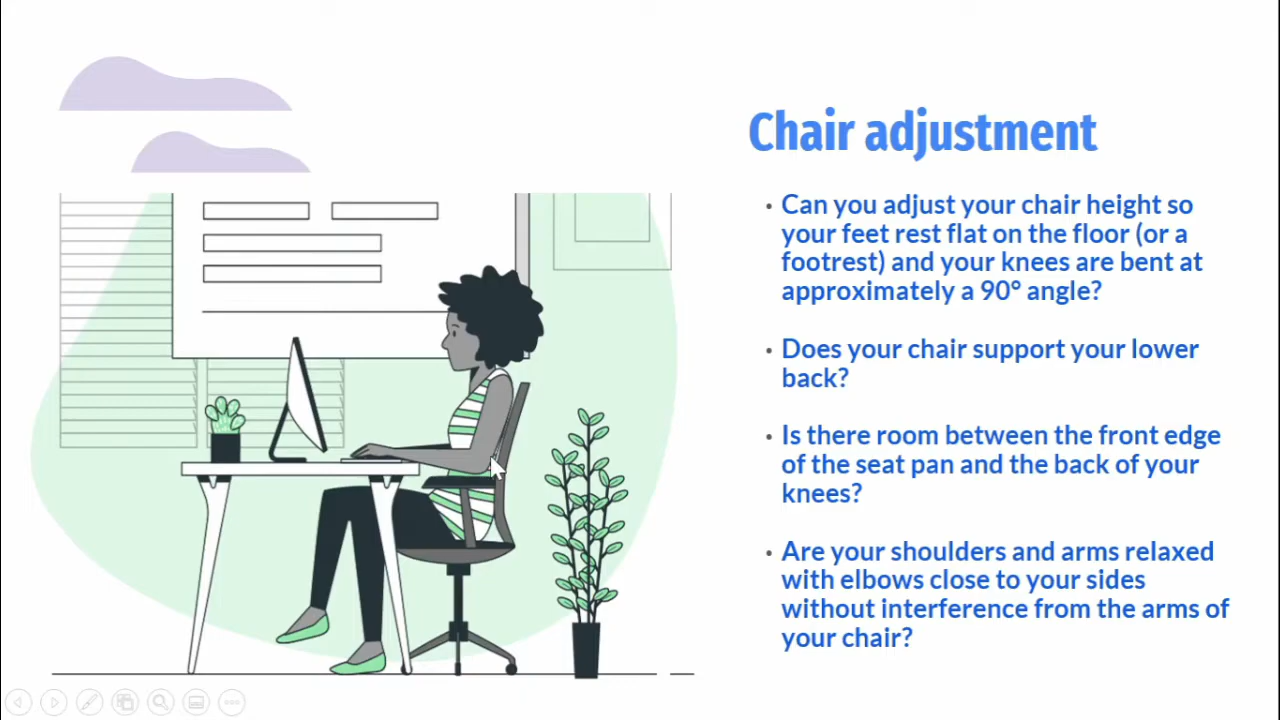 Chair adjustment
• Can you adjust your chair height so
your feet rest flat on the floor (or a
footrest) and your knees are bent at
approximately a 90° angle?
• Does your chair support your lower
back?
• Is there room between the front edge
of the seat pan and the back of your
knees?
• Are your shoulders and arms relaxed
with elbows close to your sides
without interference from the arms of
your chair?